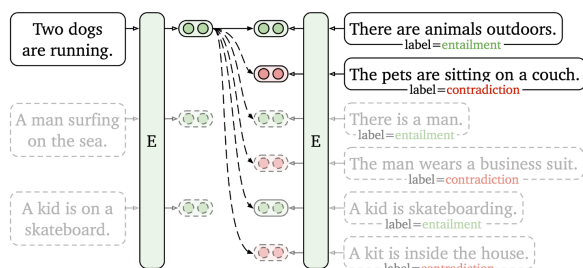 Two dogs
are running.
There are animals outdoors.
label=entailment
The pets are sitting on a couch.
label=contradiction
A man surfing
on the sea.
E
E
There is a man.
label=entailment
The man wears a business suit.
label=contradiction
A kid is on a
skateboard.
A kid is skateboarding.
label=entailment
A kit is inside the house.
label=contradiction